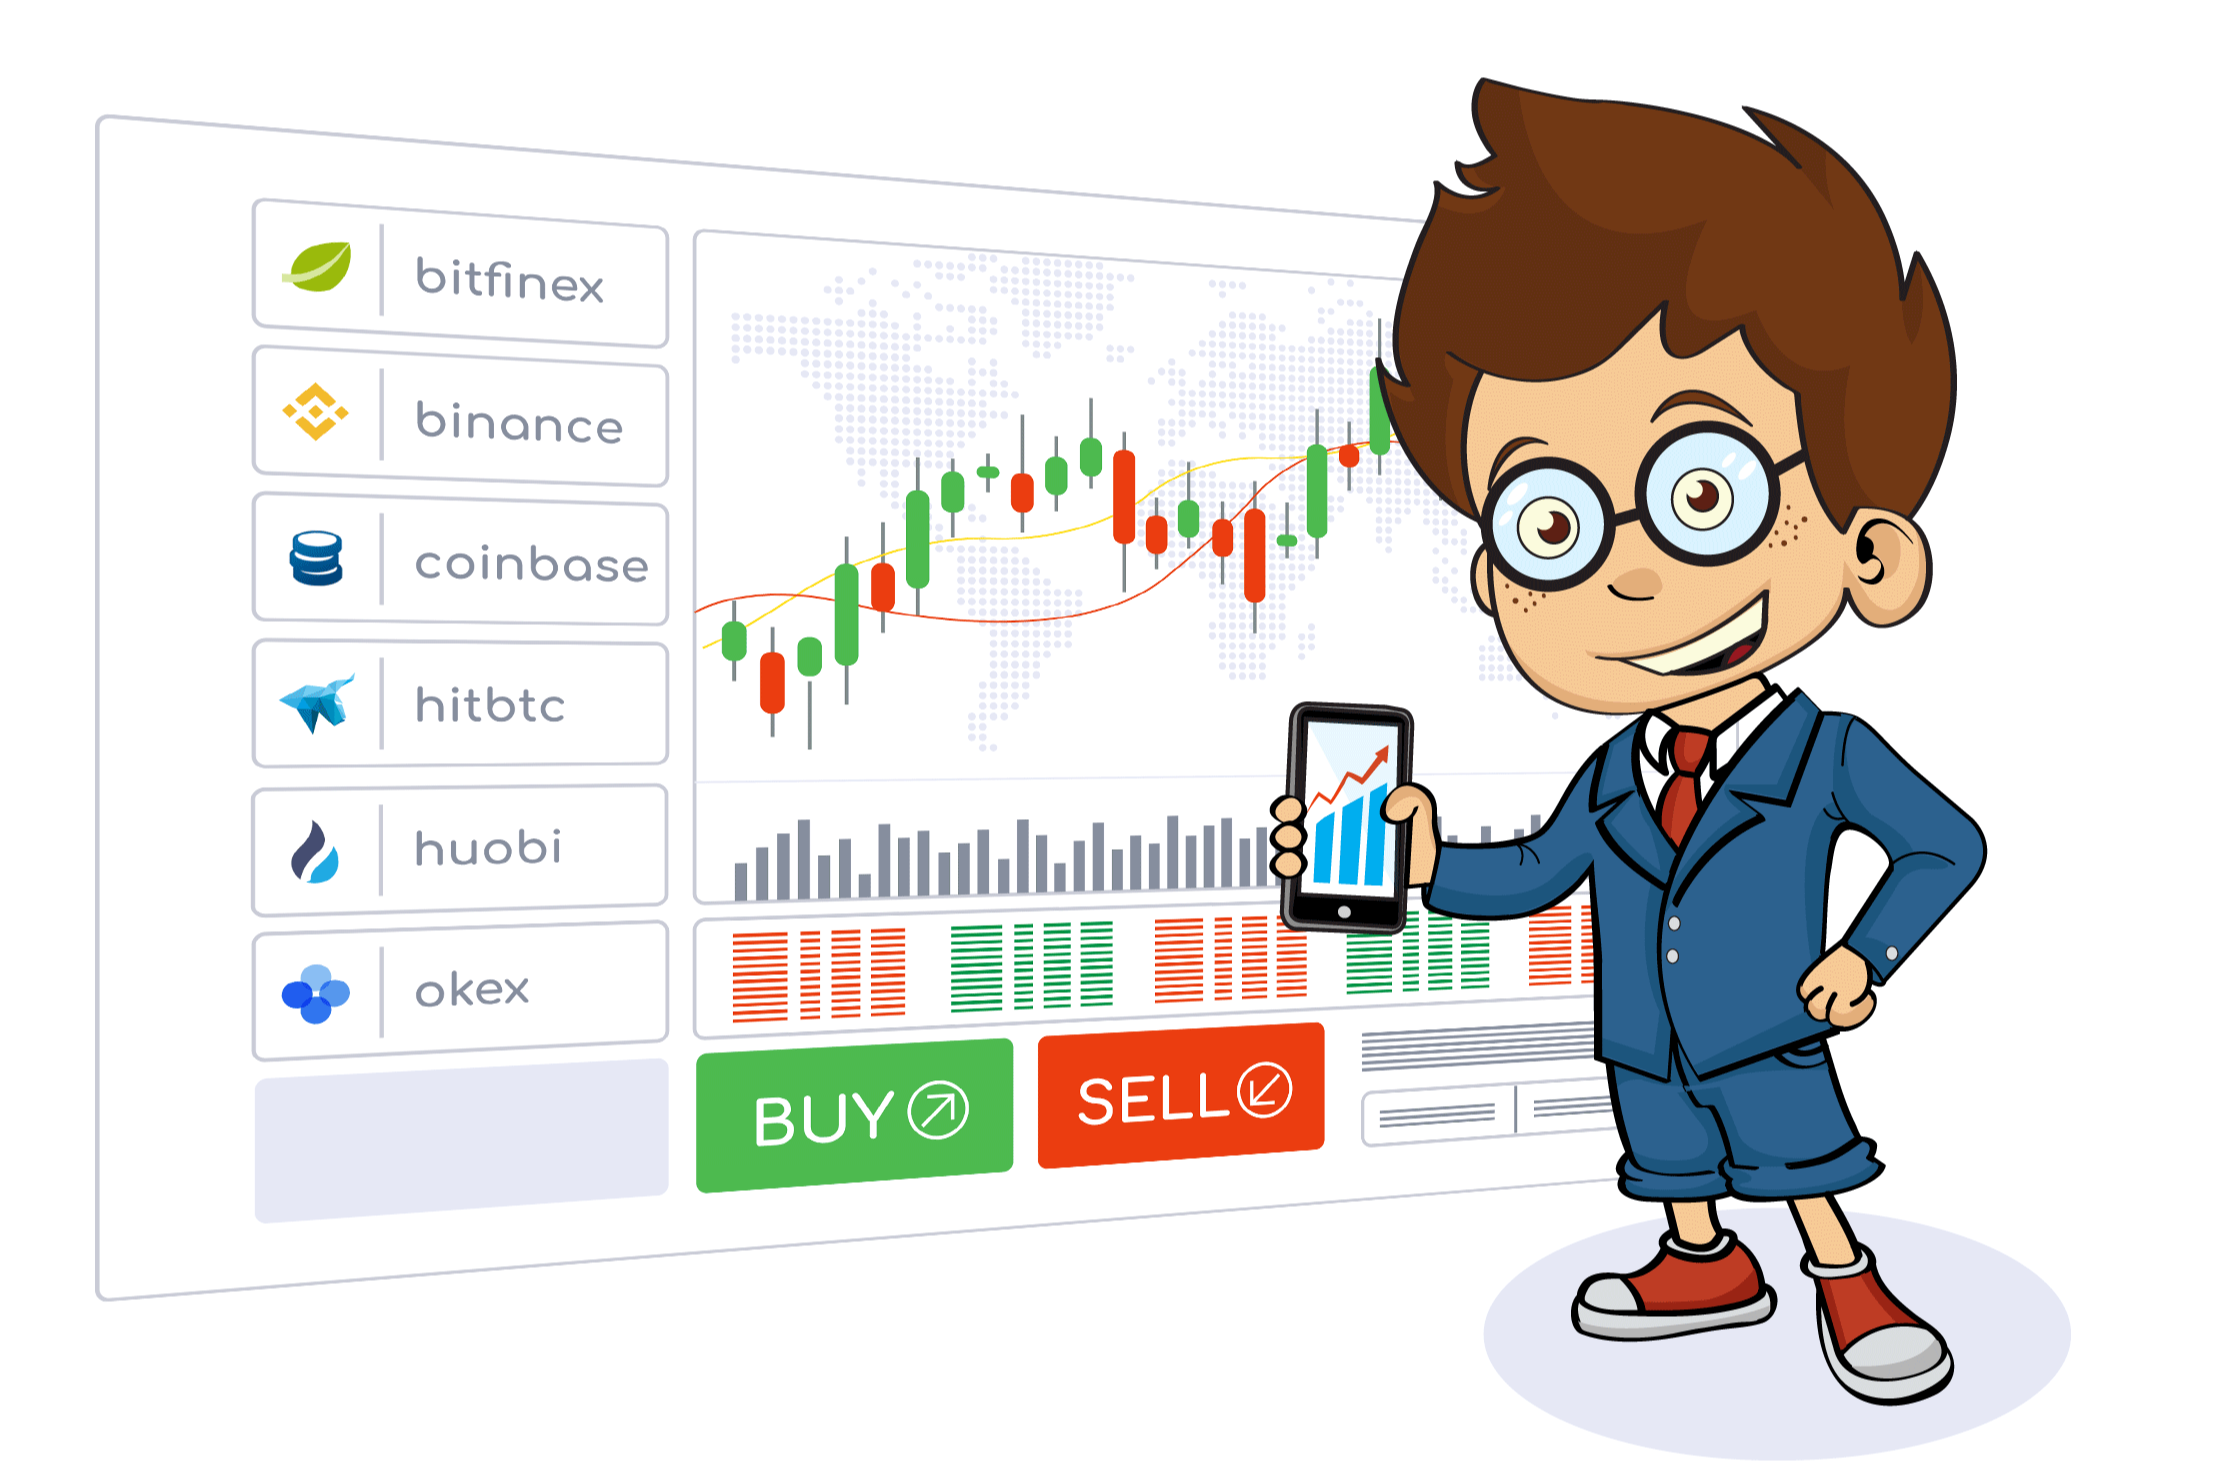 bitfinex
binance
coinbase
hitbtc
huobi
okex
BUY
SELL